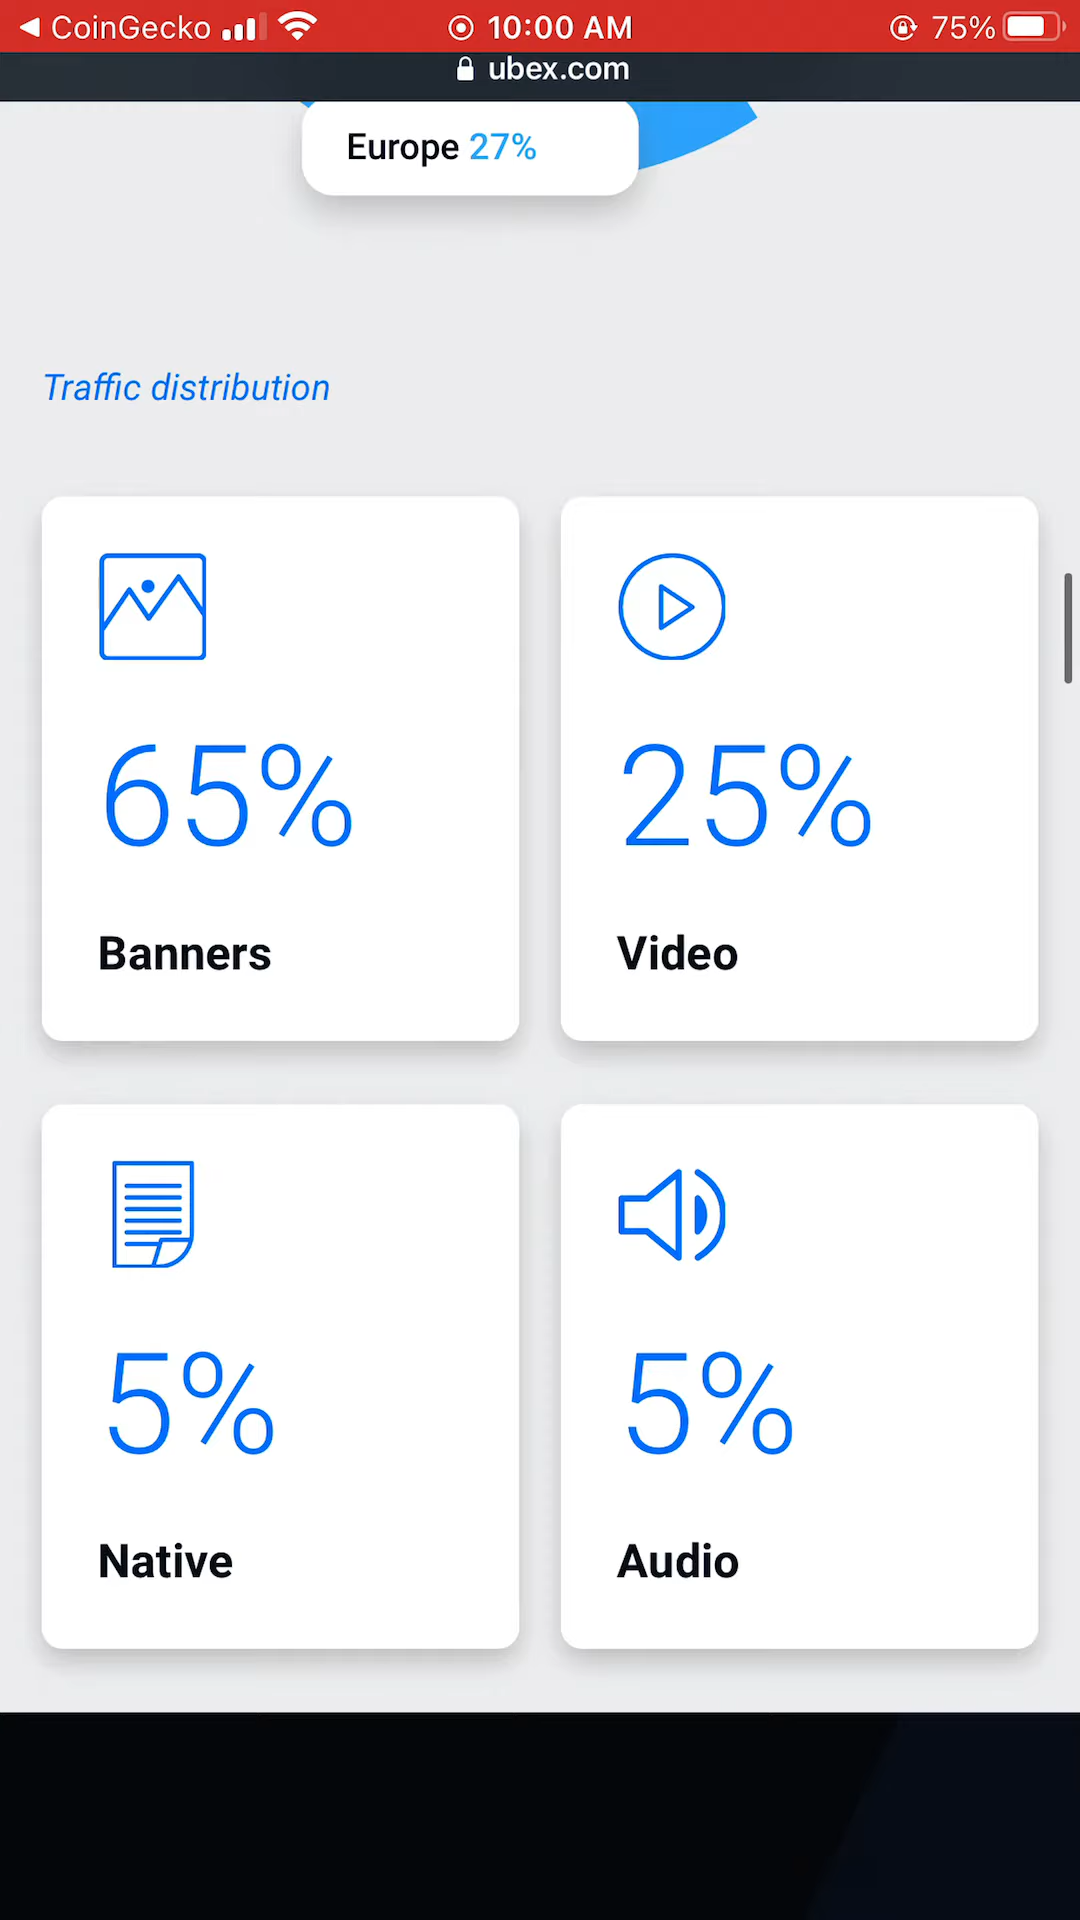 CoinGecko 10:00 AM 75%
ubex.com
Europe 27%
Traffic distribution
65% 25%
Banners Video
5% 5%
Native Audio